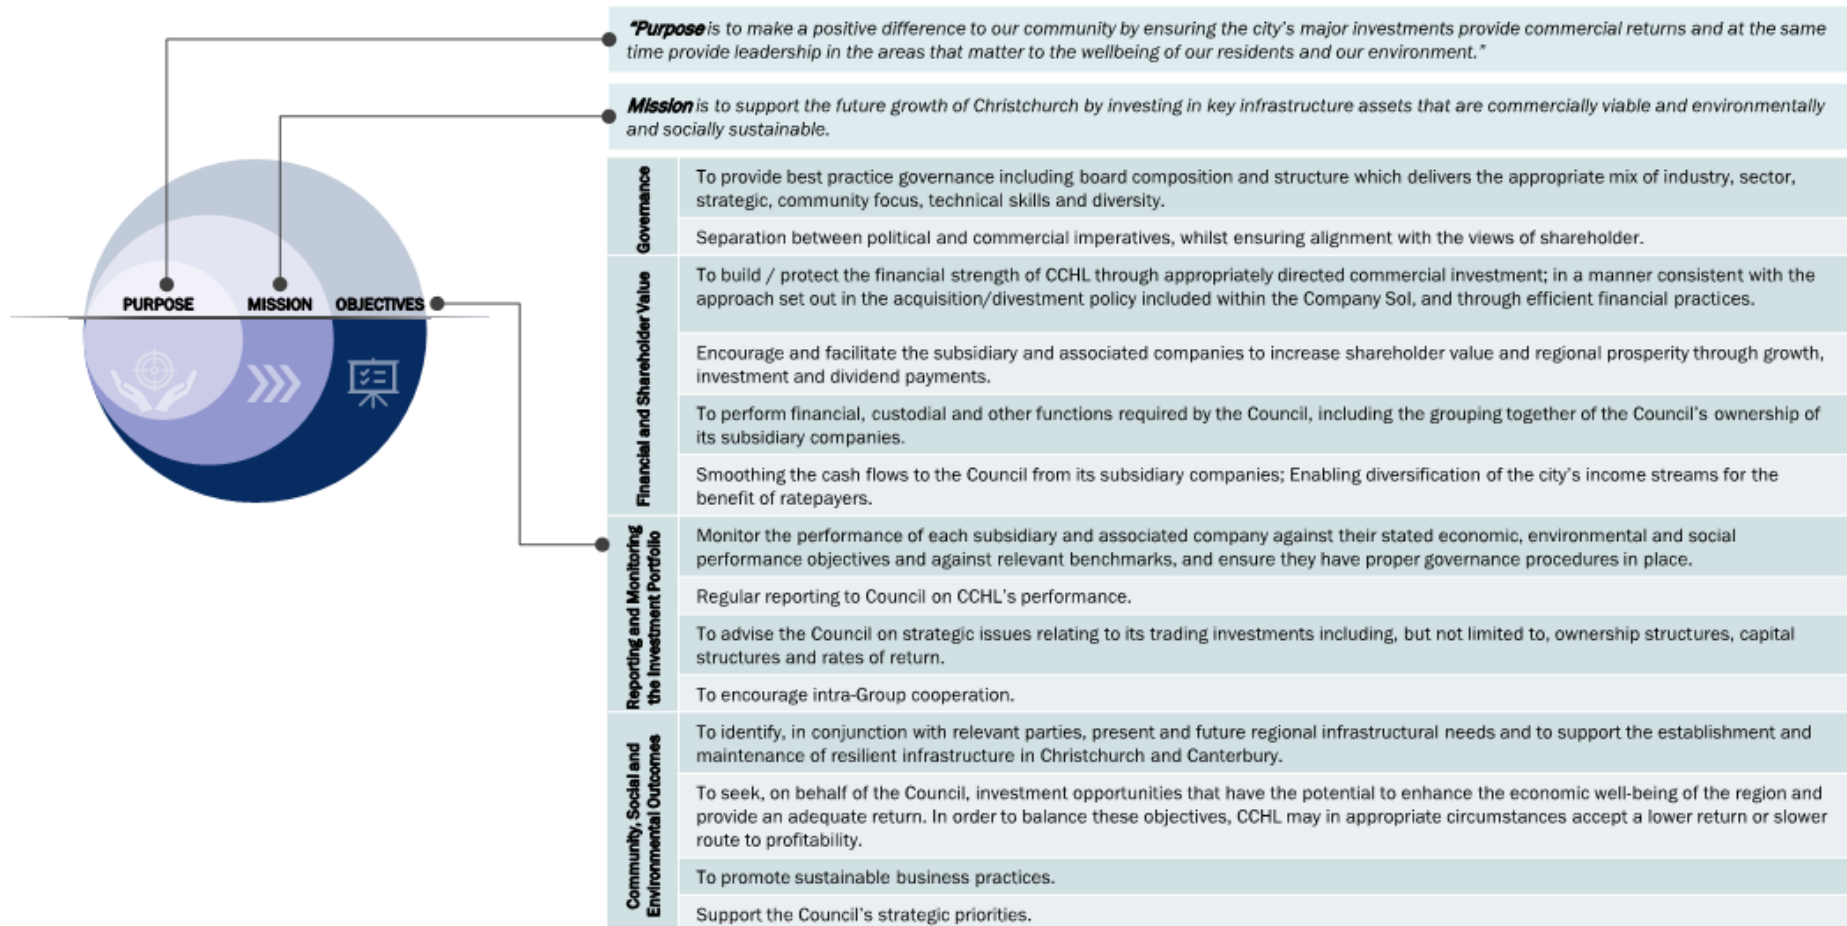 "Purpose is to make a positive difference to our community by ensuring the city's major investments provide commercial returns and at the same
time provide leadership in the areas that matter to the wellbeing of our residents and our environment."
Mission is to support the future growth of Christchurch by investing in key infrastructure assets that are commercially viable and environmentally
and socially sustainable.
PURPOSE
MISSION
OBJECTIVES
Governance
To provide best practice governance including board composition and structure which delivers the appropriate mix of industry, sector,
strategic, community focus, technical skills and diversity.
Separation between political and commercial imperatives, whilst ensuring alignment with the views of shareholder.
Financial and Shareholder Value
To build / protect the financial strength of CCHL through appropriately directed commercial investment; in a manner consistent with the
approach set out in the acquisition/divestment policy included within the Company SoI, and through efficient financial practices.
Encourage and facilitate the subsidiary and associated companies to increase shareholder value and regional prosperity through growth,
investment and dividend payments.
To perform financial, custodial and other functions required by the Council, including the grouping together of the Council's ownership of
its subsidiary companies.
Smoothing the cash flows to the Council from its subsidiary companies; Enabling diversification of the city's income streams for the
benefit of ratepayers.
Reporting and Monitoring
the Investment Portfolio
Monitor the performance of each subsidiary and associated company against their stated economic, environmental and social
performance objectives and against relevant benchmarks, and ensure they have proper governance procedures in place.
Regular reporting to Council on CCHL's performance.
To advise the Council on strategic issues relating to its trading investments including, but not limited to, ownership structures, capital
structures and rates of return.
To encourage intra-Group cooperation.
Community, Social and
Environmental Outcomes
To identify, in conjunction with relevant parties, present and future regional infrastructural needs and to support the establishment and
maintenance of resilient infrastructure in Christchurch and Canterbury.
To seek, on behalf of the Council, investment opportunities that have the potential to enhance the economic well-being of the region and
provide an adequate return. In order to balance these objectives, CCHL may in appropriate circumstances accept a lower return or slower
route to profitability.
To promote sustainable business practices.
Support the Council's strategic priorities.